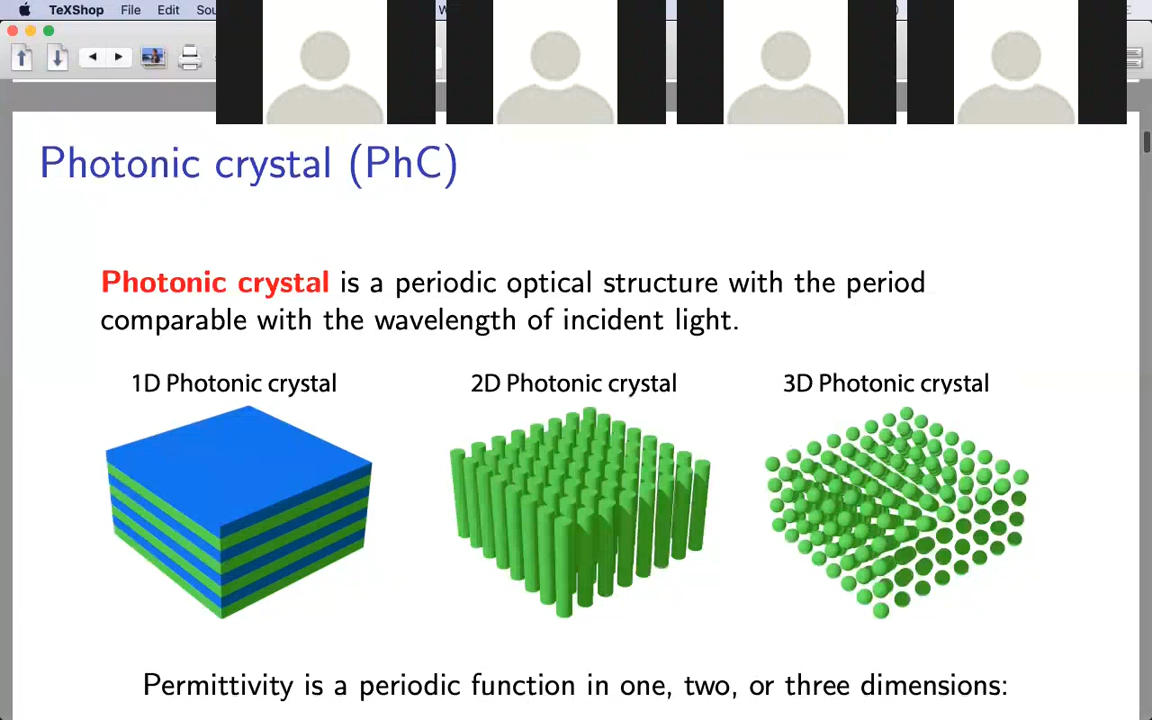 TeXShop File Edit
Photonic crystal (PhC)
Photonic crystal is a periodic optical structure with the period
comparable with the wavelength of incident light.
1D Photonic crystal 2D Photonic crystal 3D Photonic crystal
Permittivity is a periodic function in one, two, or three dimensions: